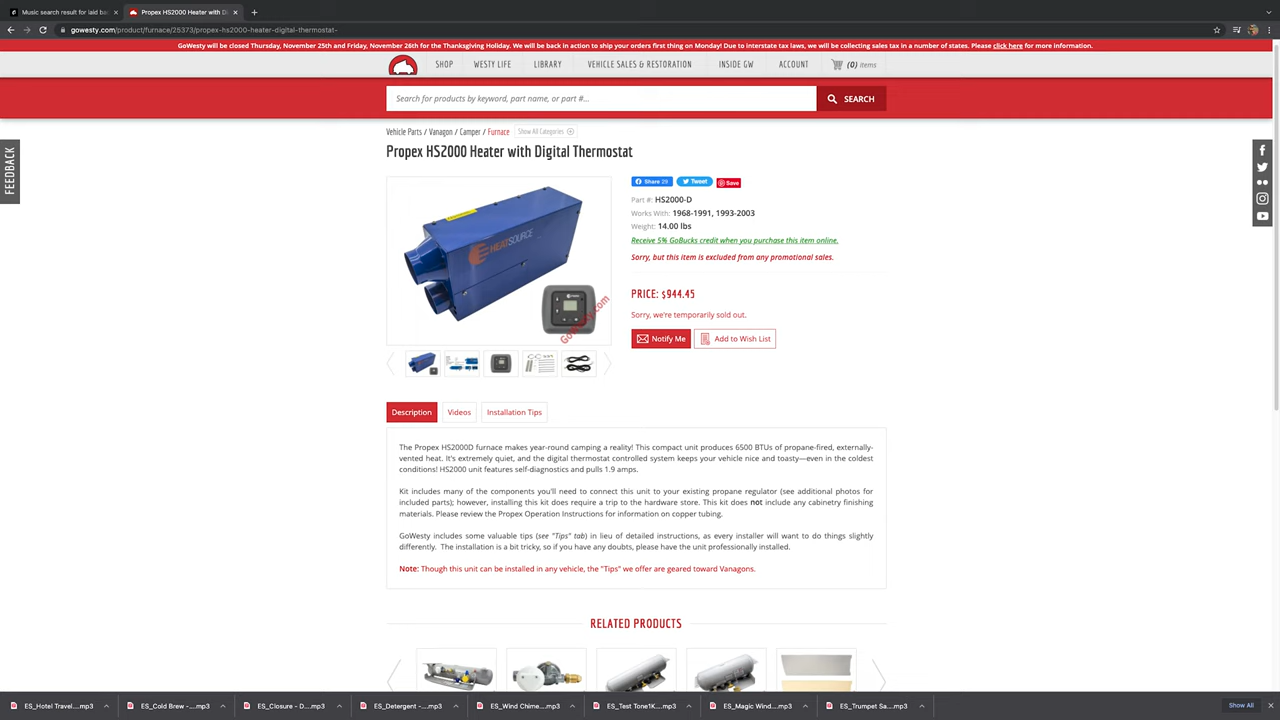 Music search result for laid bac
Propex HS2000 Heater with Di
gowesty.com/product/furnace/25373/propex-hs2000-heater-digital-thermostat-
GoWesty will be closed Thursday, November 25th and Friday, November 26th for the Thanksgiving Holiday. We will be back in action to ship your orders first thing on Monday! Due to interstate tax laws, we will be collecting sales tax in a number of states. Please click here for more information.
SHOP WESTY LIFE LIBRARY VEHICLE SALES & RESTORATION INSIDE GW ACCOUNT (0) items
Search for products by keyword, part name, or part #...
SEARCH
Vehicle Parts / Vanagon / Camper / Furnace Show All Categories
Propex HS2000 Heater with Digital Thermostat
FEEDBACK
HEATSOURCE
GoWesty.com
Share 29 Tweet Save
Part #: HS2000-D
Works With: 1968-1991, 1993-2003
Weight: 14.00 lbs
Receive 5% GoBucks credit when you purchase this item online.
Sorry, but this item is excluded from any promotional sales.
PRICE: $944.45
Sorry, we're temporarily sold out.
Notify Me Add to Wish List
Description Videos Installation Tips
The Propex HS2000D furnace makes year-round camping a reality! This compact unit produces 6500 BTUs of propane-fired, externally-
vented heat. It's extremely quiet, and the digital thermostat controlled system keeps your vehicle nice and toasty—even in the coldest
conditions! HS2000 unit features self-diagnostics and pulls 1.9 amps.
Kit includes many of the components you'll need to connect this unit to your existing propane regulator (see additional photos for
included parts); however, installing this kit does require a trip to the hardware store. This kit does not include any cabinetry finishing
materials. Please review the Propex Operation Instructions for information on copper tubing.
GoWesty includes some valuable tips (see "Tips" tab) in lieu of detailed instructions, as every installer will want to do things slightly
differently. The installation is a bit tricky, so if you have any doubts, please have the unit professionally installed.
Note: Though this unit can be installed in any vehicle, the "Tips" we offer are geared toward Vanagons.
RELATED PRODUCTS
ES_Hotel Travel....mp3 ES_Cold Brew -....mp3 ES_Closure - D....mp3 ES_Detergent -....mp3 ES_Wind Chime....mp3 ES_Test Tone1K....mp3 ES_Magic Wind....mp3 ES_Trumpet Sa....mp3 Show All